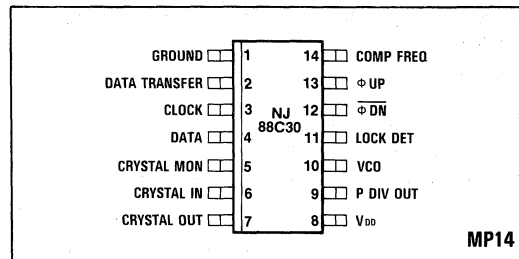 GROUND 1 14 COMP FREQ
DATA TRANSFER 2 13 ΦUP
CLOCK 3 NJ 12 Φ̅D̅N̅
DATA 4 88C30 11 LOCK DET
CRYSTAL MON 5 10 VCO
CRYSTAL IN 6 9 P DIV OUT
CRYSTAL OUT 7 8 VDD
MP14